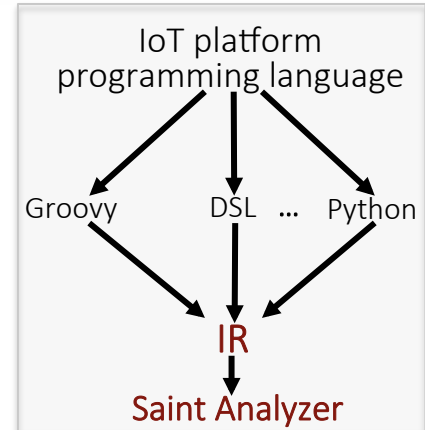 IoT platform
programming language
Groovy DSL ... Python
IR
Saint Analyzer